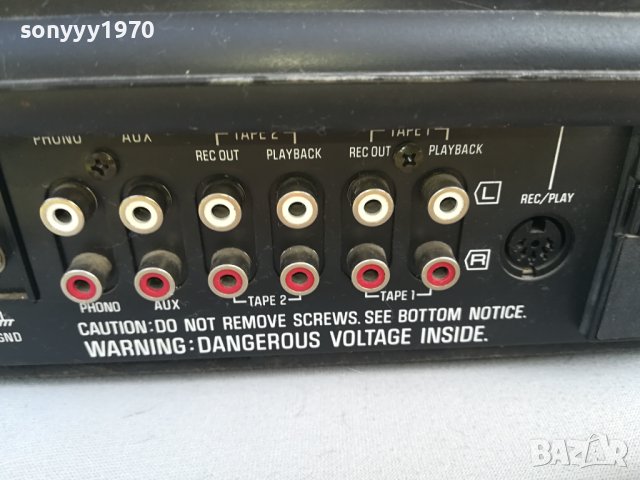 sonyyy1970
PHONO AUX TAPE 2 TAPE 1
REC OUT PLAYBACK REC OUT PLAYBACK
L
REC/PLAY
R
PHONO AUX TAPE 2 TAPE 1
GND
CAUTION: DO NOT REMOVE SCREWS. SEE BOTTOM NOTICE.
WARNING: DANGEROUS VOLTAGE INSIDE.
BAZAR